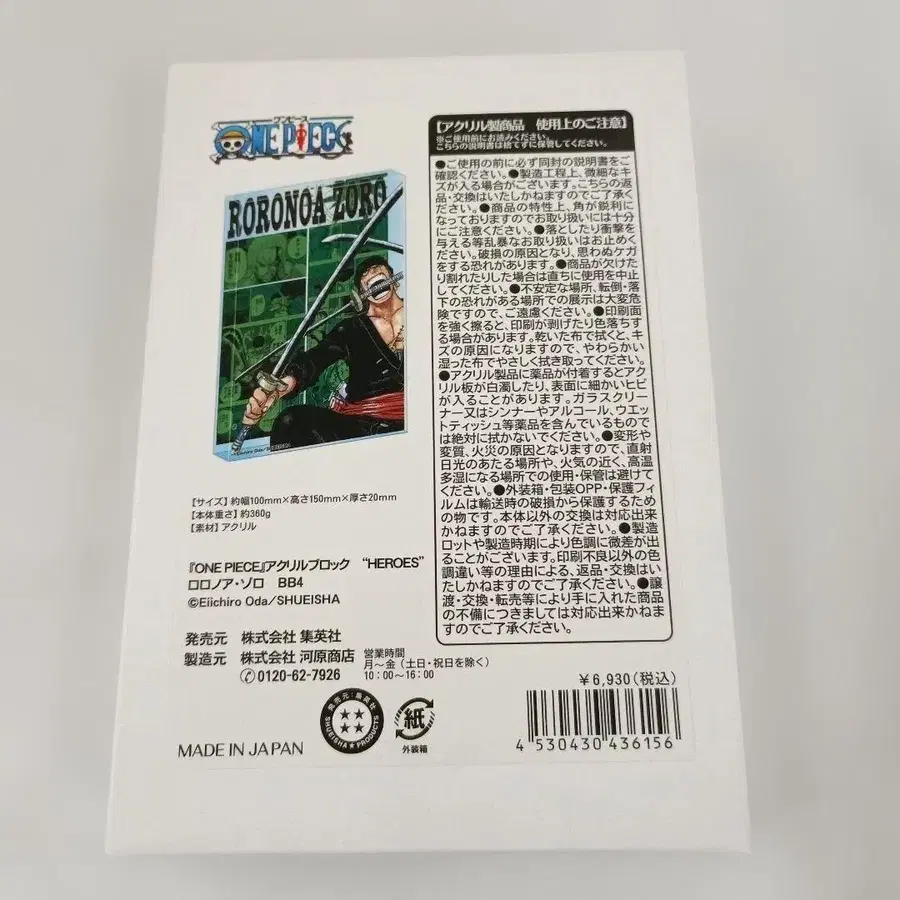 ワンピース
ONE PIECE
RORONOA ZORO
©Eiichiro Oda/SHUEISHA
【サイズ】約幅100mm×高さ150mm×厚さ20mm
【本体重さ】約360g
【素材】アクリル
『ONE PIECE』アクリルブロック “HEROES”
ロロノア・ゾロ BB4
©Eiichiro Oda/SHUEISHA
発売元 株式会社 集英社
製造元 株式会社 河原商店
0120-62-7926
営業時間
月～金(土日・祝日を除く)
10:00～16:00
MADE IN JAPAN
発売元:集英社
SHUEISHA★PRODUCTS
紙
外装箱
【アクリル製商品 使用上のご注意】
※ご使用前にお読みください。
こちらの説明書は捨てずに保管してください。
●ご使用の前に必ず同封の説明書をご
確認ください。●製造工程上、微細なキ
ズが入る場合がございます。こちらの返
品・交換はいたしかねますのでご了承く
ださい。●商品の特性上、角が鋭利に
なっておりますのでお取り扱いには十分
にご注意ください。●落としたり衝撃を
与える等乱暴なお取り扱いはお止めく
ださい。破損の原因となり、思わぬケガ
をする恐れがあります。●商品が欠けた
り割れたりした場合は直ちに使用を中止
してください。●不安定な場所、転倒・落
下の恐れがある場所での展示は大変危
険ですので、ご遠慮ください。●印刷面
を強く擦ると、印刷が剥げたり色落ちす
る場合があります。乾いた布で拭くと、キ
ズの原因になりますので、やわらかい
湿った布でやさしく拭き取ってください。
●アクリル製品に薬品が付着するとアク
リル板が白濁したり、表面に細かいヒビ
が入ることがあります。ガラスクリー
ナー又はシンナーやアルコール、ウエッ
トティッシュ等薬品を含んでいるもので
は絶対に拭かないでください。●変形や
変質、火災の原因となりますので、直射
日光のあたる場所や、火気の近く、高温
多湿になる場所での使用・保管は避けて
ください。●外装箱・包装OPP・保護フィ
ルムは輸送時の破損から保護するため
の物です。本体以外の交換は対応出来
かねますのでご了承ください。●製造
ロットや製造時期により色調に微差が出
ることがございます。印刷不良以外の色
調違い等の理由による、返品・交換はい
たしかねますのでご了承ください。●譲
渡・交換・転売等により手に入れた商品
の不備につきましては対応出来かねま
すのでご了承ください。
￥6,930(税込)
4 530430 436156